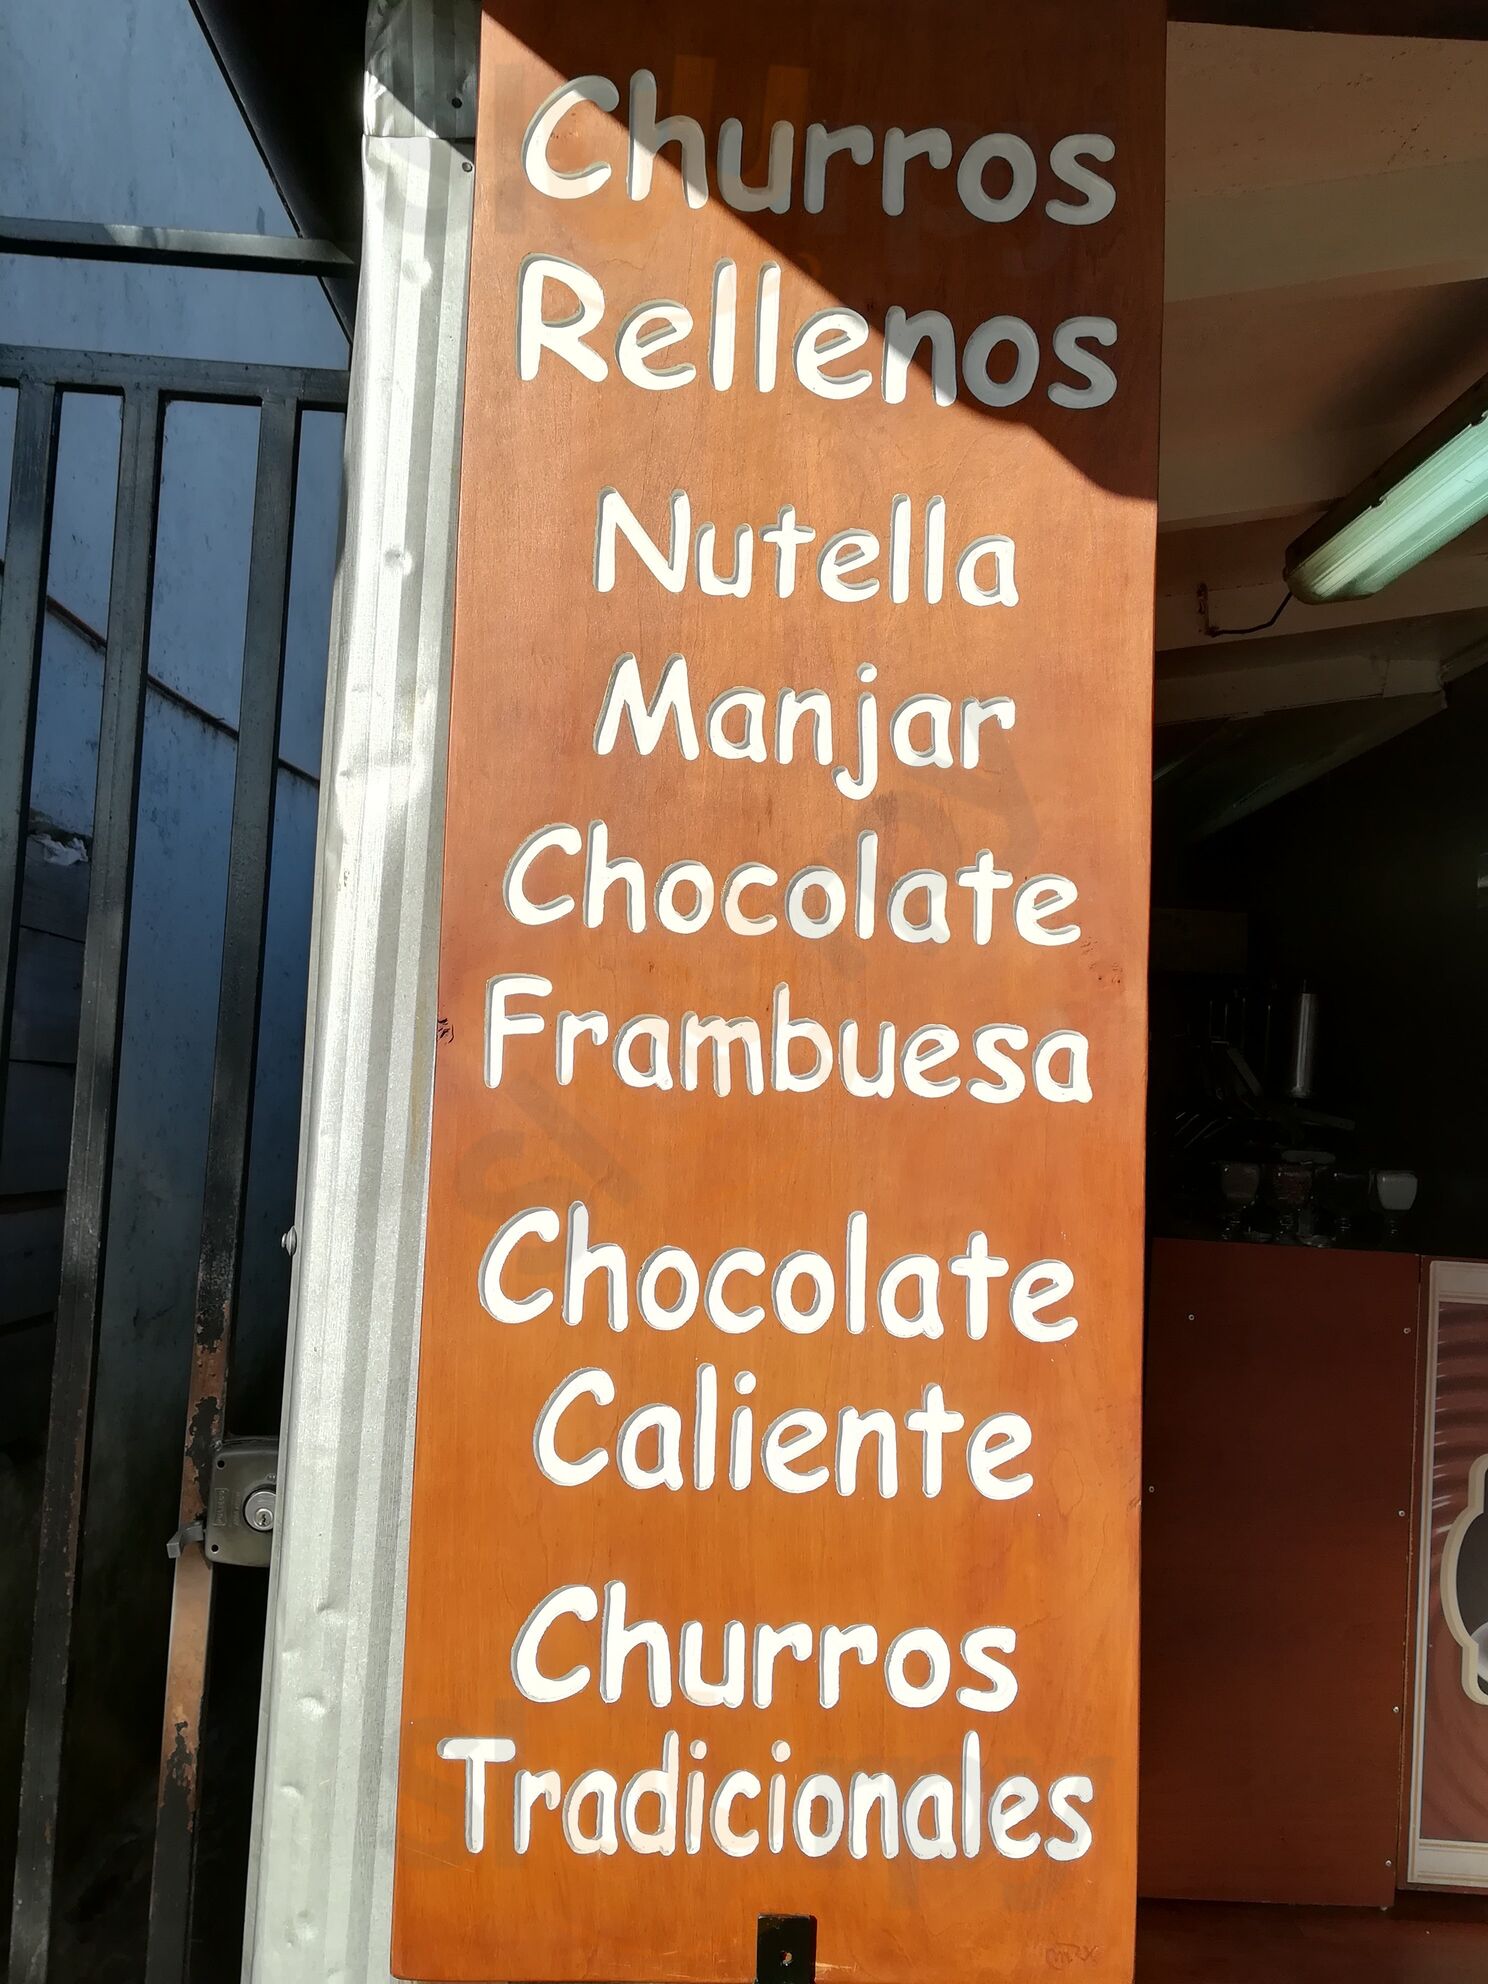 Churros
Rellenos
Nutella
Manjar
Chocolate
Frambuesa
Chocolate
Caliente
Churros
Tradicionales